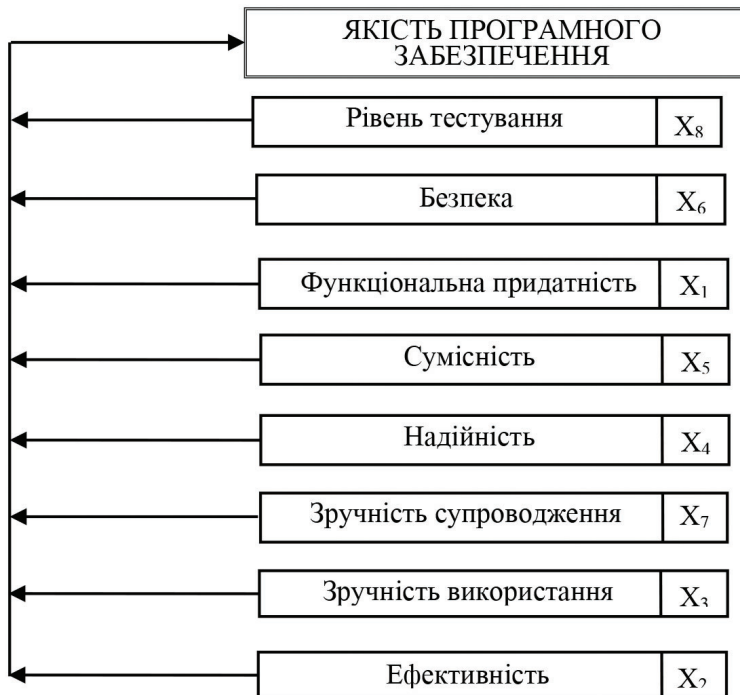 ЯКІСТЬ ПРОГРАМНОГО
ЗАБЕЗПЕЧЕННЯ
Рівень тестування X₈
Безпека X₆
Функціональна придатність X₁
Сумісність X₅
Надійність X₄
Зручність супроводження X₇
Зручність використання X₃
Ефективність X₂